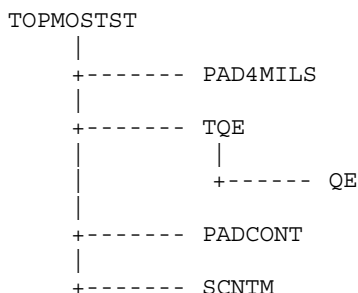 TOPMOSTST
|
+------- PAD4MILS
|
+------- TQE
|        |
|        +------ QE
|
+------- PADCONT
|
+------- SCNTM